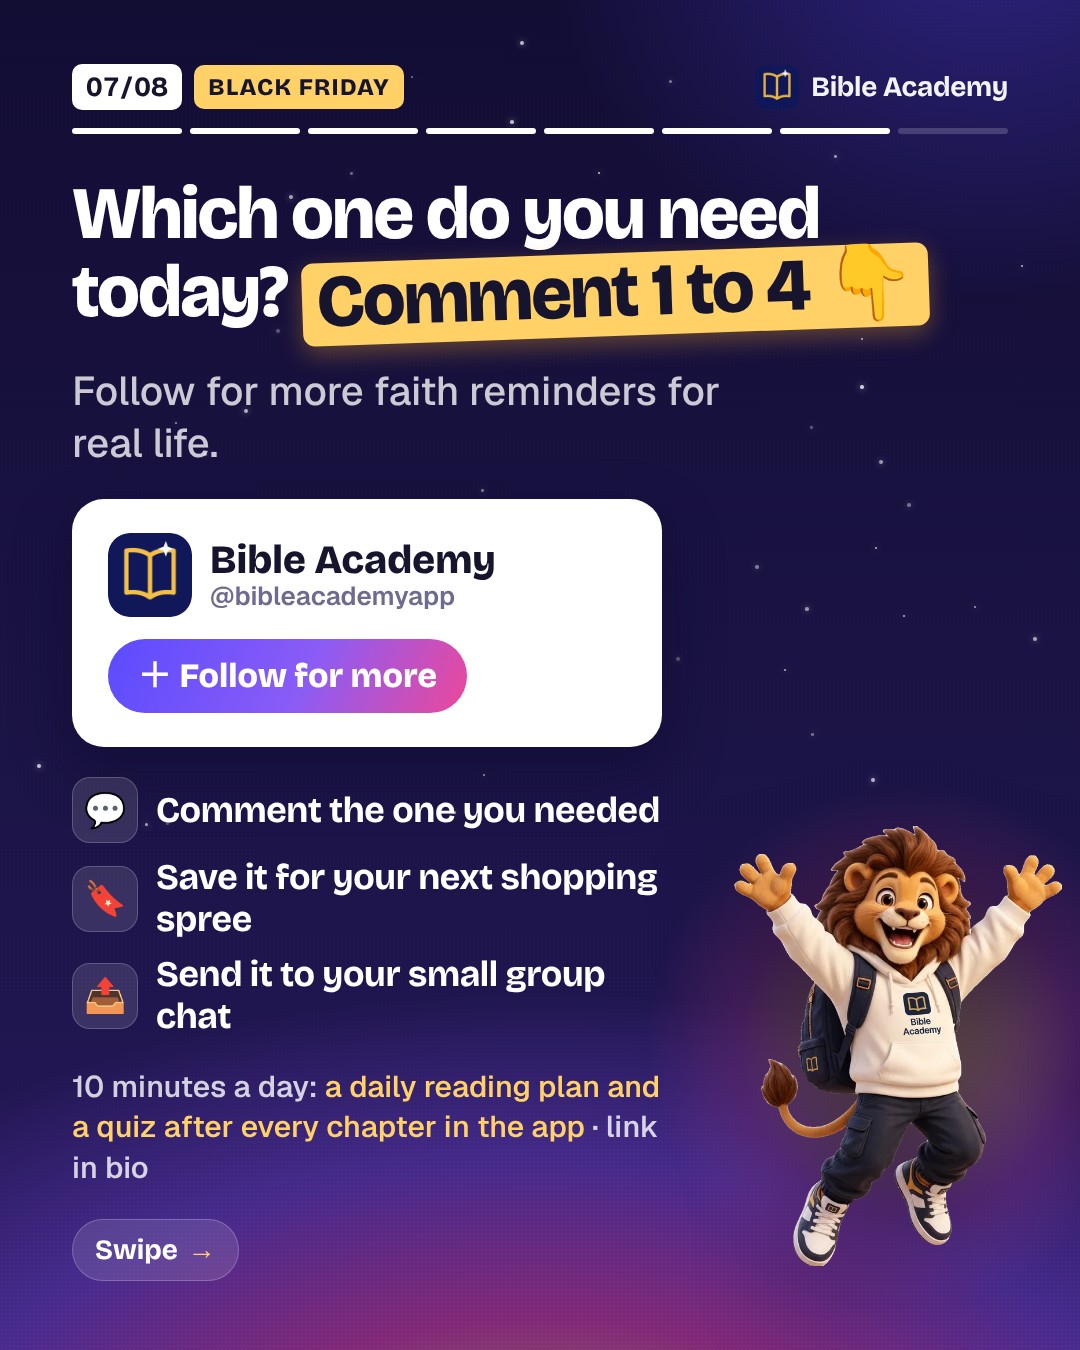 07/08
BLACK FRIDAY
Bible Academy
Which one do you need
today? Comment 1 to 4 👇
Follow for more faith reminders for
real life.
Bible Academy
@bibleacademyapp
+ Follow for more
Comment the one you needed
Save it for your next shopping
spree
Send it to your small group
chat
Bible
Academy
10 minutes a day: a daily reading plan and
a quiz after every chapter in the app · link
in bio
Swipe →